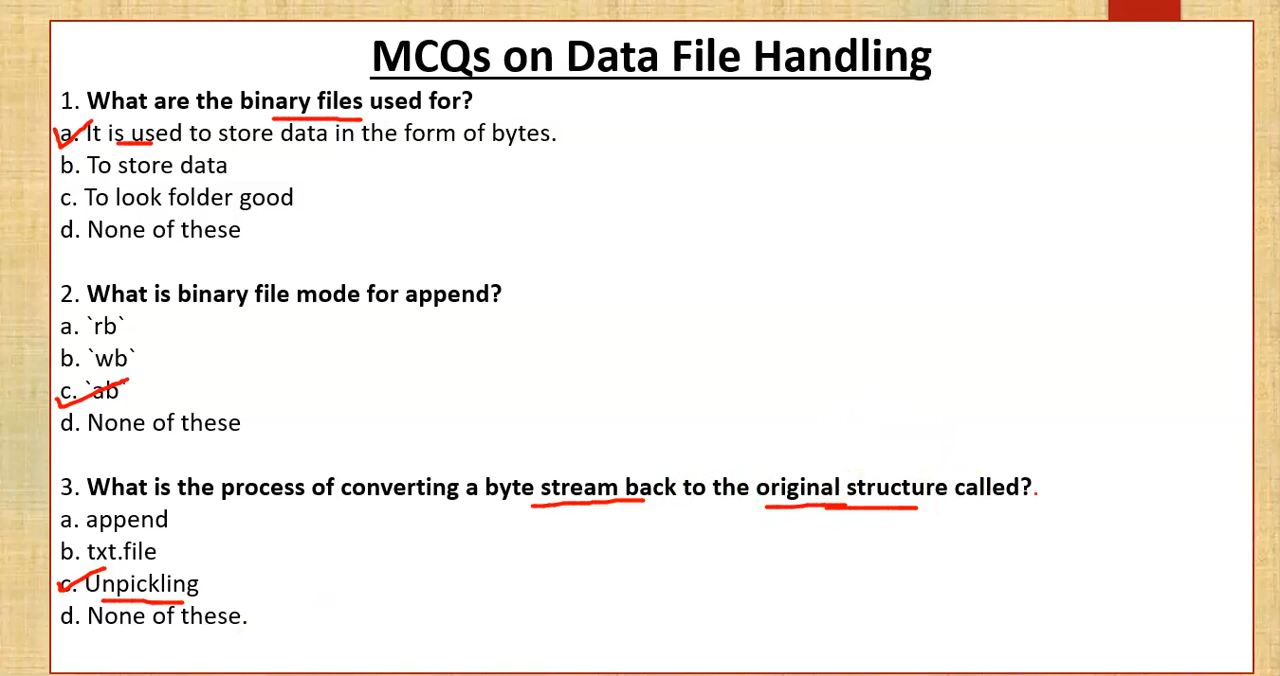 MCQs on Data File Handling
1. What are the binary files used for?
a. It is used to store data in the form of bytes.
b. To store data
c. To look folder good
d. None of these
2. What is binary file mode for append?
a. `rb`
b. `wb`
c. `ab`
d. None of these
3. What is the process of converting a byte stream back to the original structure called?.
a. append
b. txt.file
c. Unpickling
d. None of these.